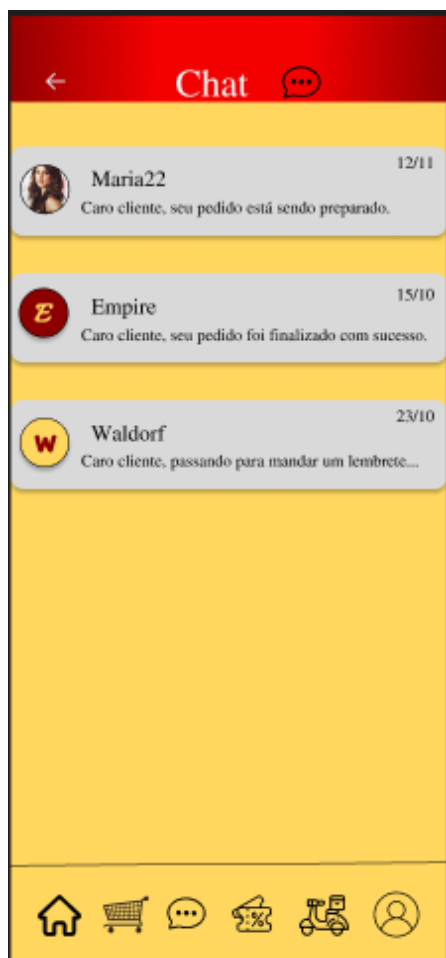 Chat
Maria22
12/11
Caro cliente, seu pedido está sendo preparado.
E
Empire
15/10
Caro cliente, seu pedido foi finalizado com sucesso.
W
Waldorf
23/10
Caro cliente, passando para mandar um lembrete...
%